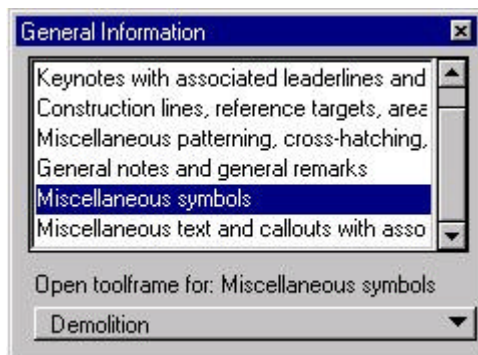 General Information
Keynotes with associated leaderlines and
Construction lines, reference targets, area
Miscellaneous patterning, cross-hatching,
General notes and general remarks
Miscellaneous symbols
Miscellaneous text and callouts with asso
Open toolframe for: Miscellaneous symbols
Demolition